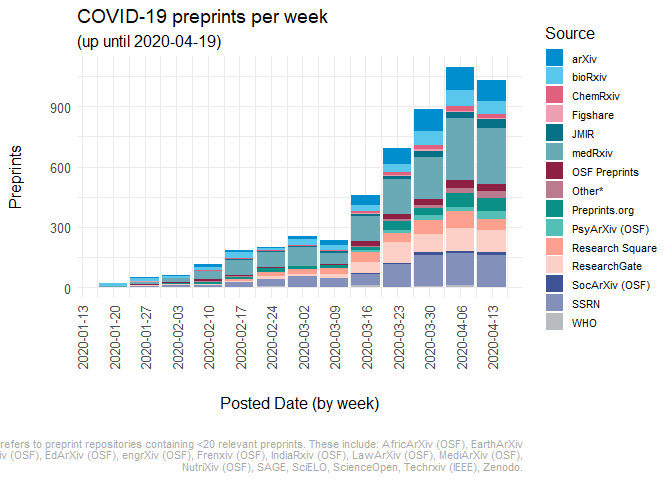 COVID-19 preprints per week
(up until 2020-04-19)
Preprints
900
600
300
0
2020-01-13
2020-01-20
2020-01-27
2020-02-03
2020-02-10
2020-02-17
2020-02-24
2020-03-02
2020-03-09
2020-03-16
2020-03-23
2020-03-30
2020-04-06
2020-04-13
Posted Date (by week)
Source
arXiv
bioRxiv
ChemRxiv
Figshare
JMIR
medRxiv
OSF Preprints
Other*
Preprints.org
PsyArXiv (OSF)
Research Square
ResearchGate
SocArXiv (OSF)
SSRN
WHO
refers to preprint repositories containing <20 relevant preprints. These include: AfricArXiv (OSF), EarthArXiv
(OSF), EdArXiv (OSF), engrXiv (OSF), Frenxiv (OSF), IndiaRxiv (OSF), LawArXiv (OSF), MediArXiv (OSF),
NutriXiv (OSF), SAGE, SciELO, ScienceOpen, Techrxiv (IEEE), Zenodo.